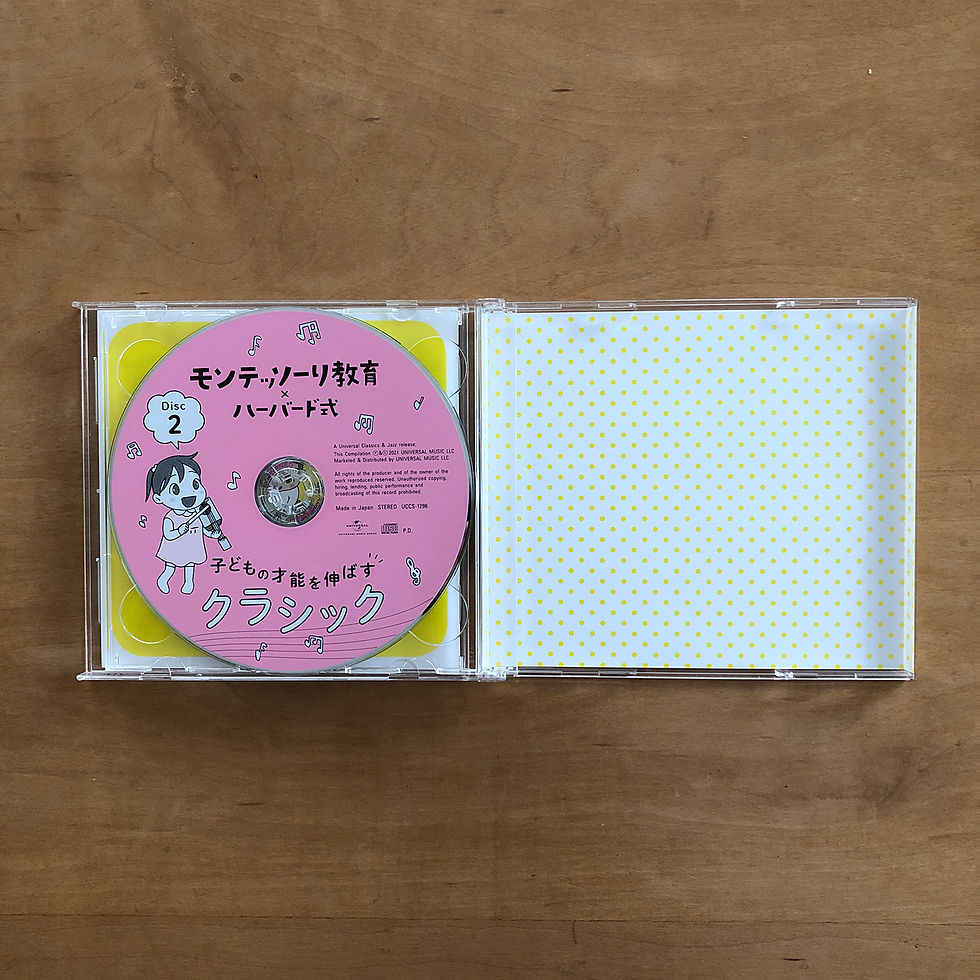 モンテッソーリ教育
×
ハーバード式
Disc
2
A Universal Classics & Jazz release;
This Compilation Ⓟ&Ⓒ 2021 UNIVERSAL MUSIC LLC
Marketed & Distributed by UNIVERSAL MUSIC LLC
All rights of the producer and of the owner of the
work reproduced reserved. Unauthorized copying,
hiring, lending, public performance and
broadcasting of this record prohibited.
Made in Japan STEREO UCCS-1296
UNIVERSAL
UNIVERSAL MUSIC GROUP
P.D.
子どもの才能を伸ばす
クラシック